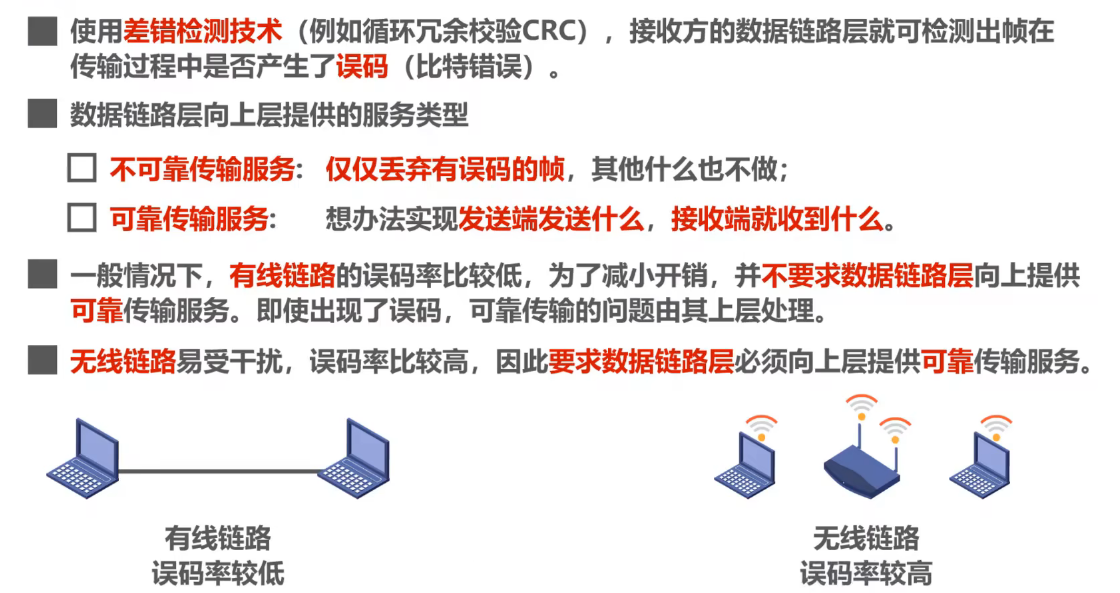 使用差错检测技术（例如循环冗余校验CRC），接收方的数据链路层就可检测出帧在
传输过程中是否产生了误码（比特错误）。
数据链路层向上层提供的服务类型
不可靠传输服务： 仅仅丢弃有误码的帧，其他什么也不做；
可靠传输服务： 想办法实现发送端发送什么，接收端就收到什么。
一般情况下，有线链路的误码率比较低，为了减小开销，并不要求数据链路层向上提供
可靠传输服务。即使出现了误码，可靠传输的问题由其上层处理。
无线链路易受干扰，误码率比较高，因此要求数据链路层必须向上层提供可靠传输服务。
有线链路
误码率较低
无线链路
误码率较高